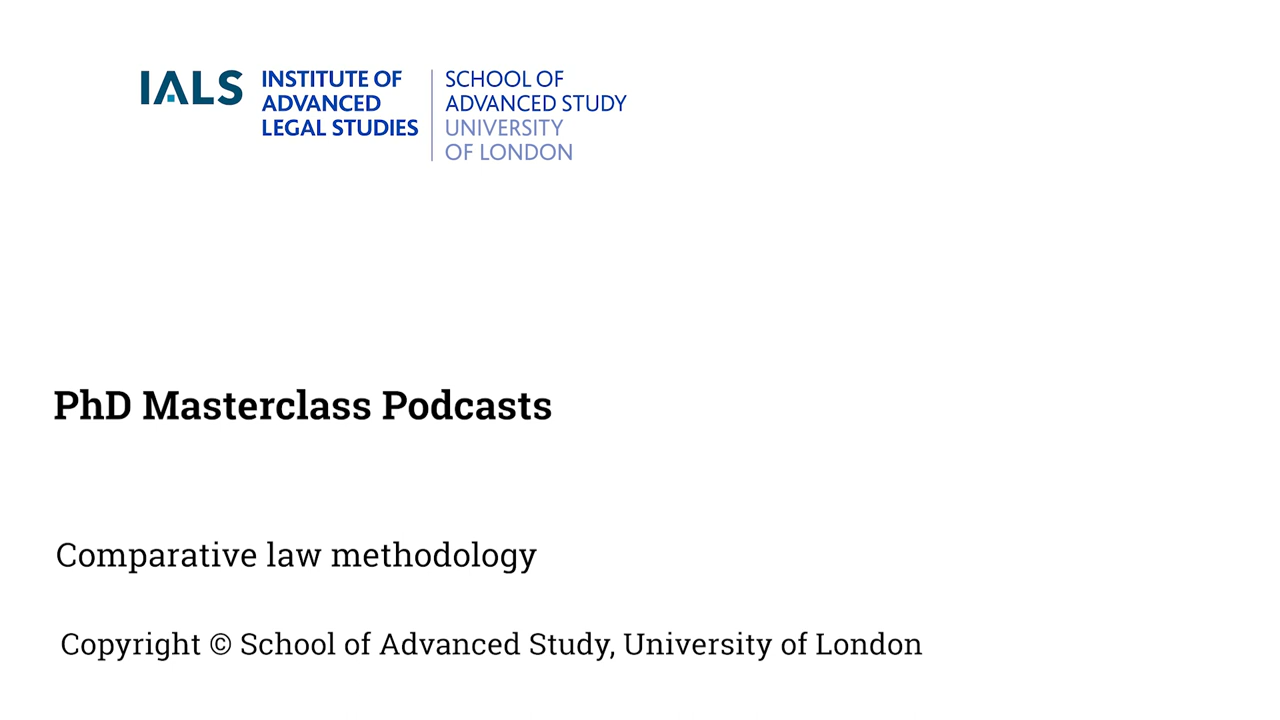 IALS
INSTITUTE OF
ADVANCED
LEGAL STUDIES
SCHOOL OF
ADVANCED STUDY
UNIVERSITY
OF LONDON
PhD Masterclass Podcasts
Comparative law methodology
Copyright © School of Advanced Study, University of London